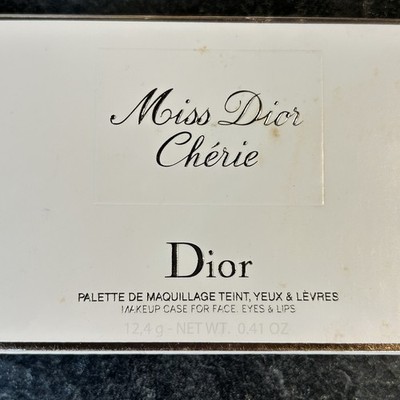 Miss Dior
Chérie
Dior
PALETTE DE MAQUILLAGE TEINT, YEUX & LÈVRES
MAKEUP CASE FOR FACE, EYES & LIPS
12,4 g - NET WT. 0.41 OZ